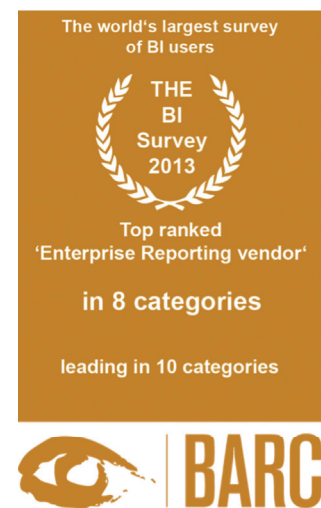 The world‘s largest survey
of BI users
THE
BI
Survey
2013
Top ranked
‘Enterprise Reporting vendor‘
in 8 categories
leading in 10 categories
BARC